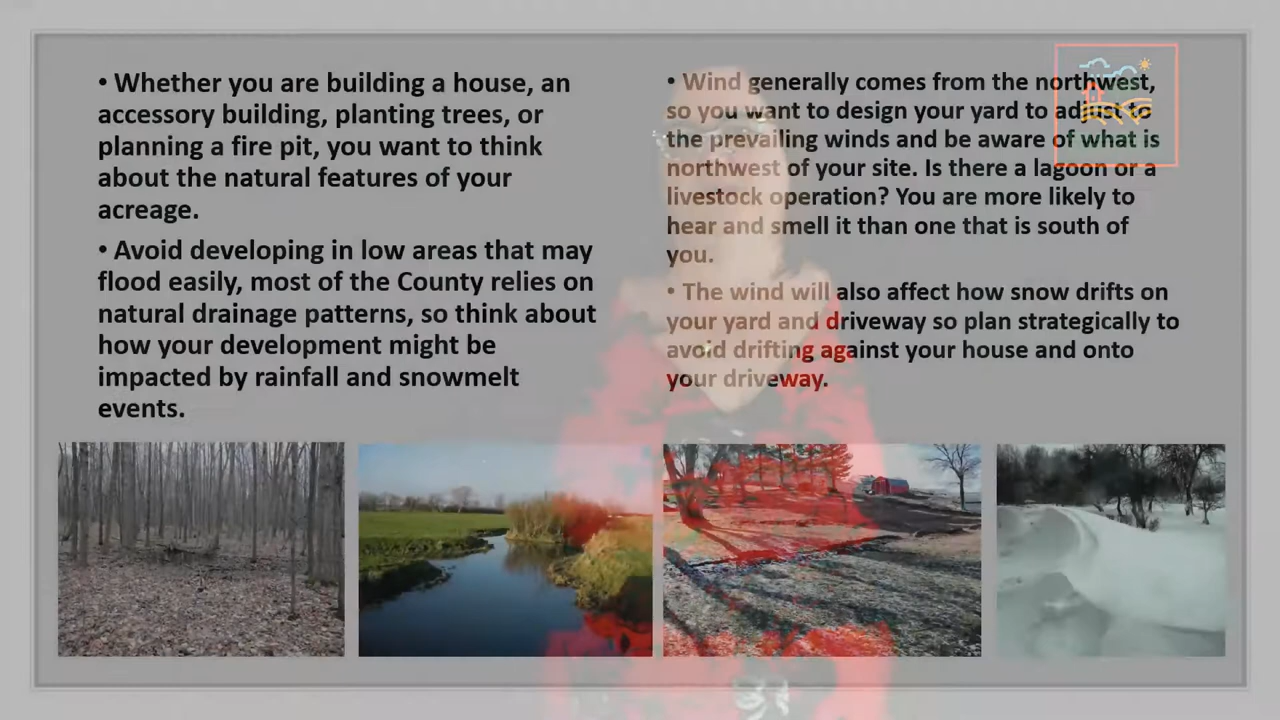 • Whether you are building a house, an
accessory building, planting trees, or
planning a fire pit, you want to think
about the natural features of your
acreage.
• Avoid developing in low areas that may
flood easily, most of the County relies on
natural drainage patterns, so think about
how your development might be
impacted by rainfall and snowmelt
events.
• Wind generally comes from the northwest,
so you want to design your yard to adjust to
the prevailing winds and be aware of what is
northwest of your site. Is there a lagoon or a
livestock operation? You are more likely to
hear and smell it than one that is south of
you.
• The wind will also affect how snow drifts on
your yard and driveway so plan strategically to
avoid drifting against your house and onto
your driveway.